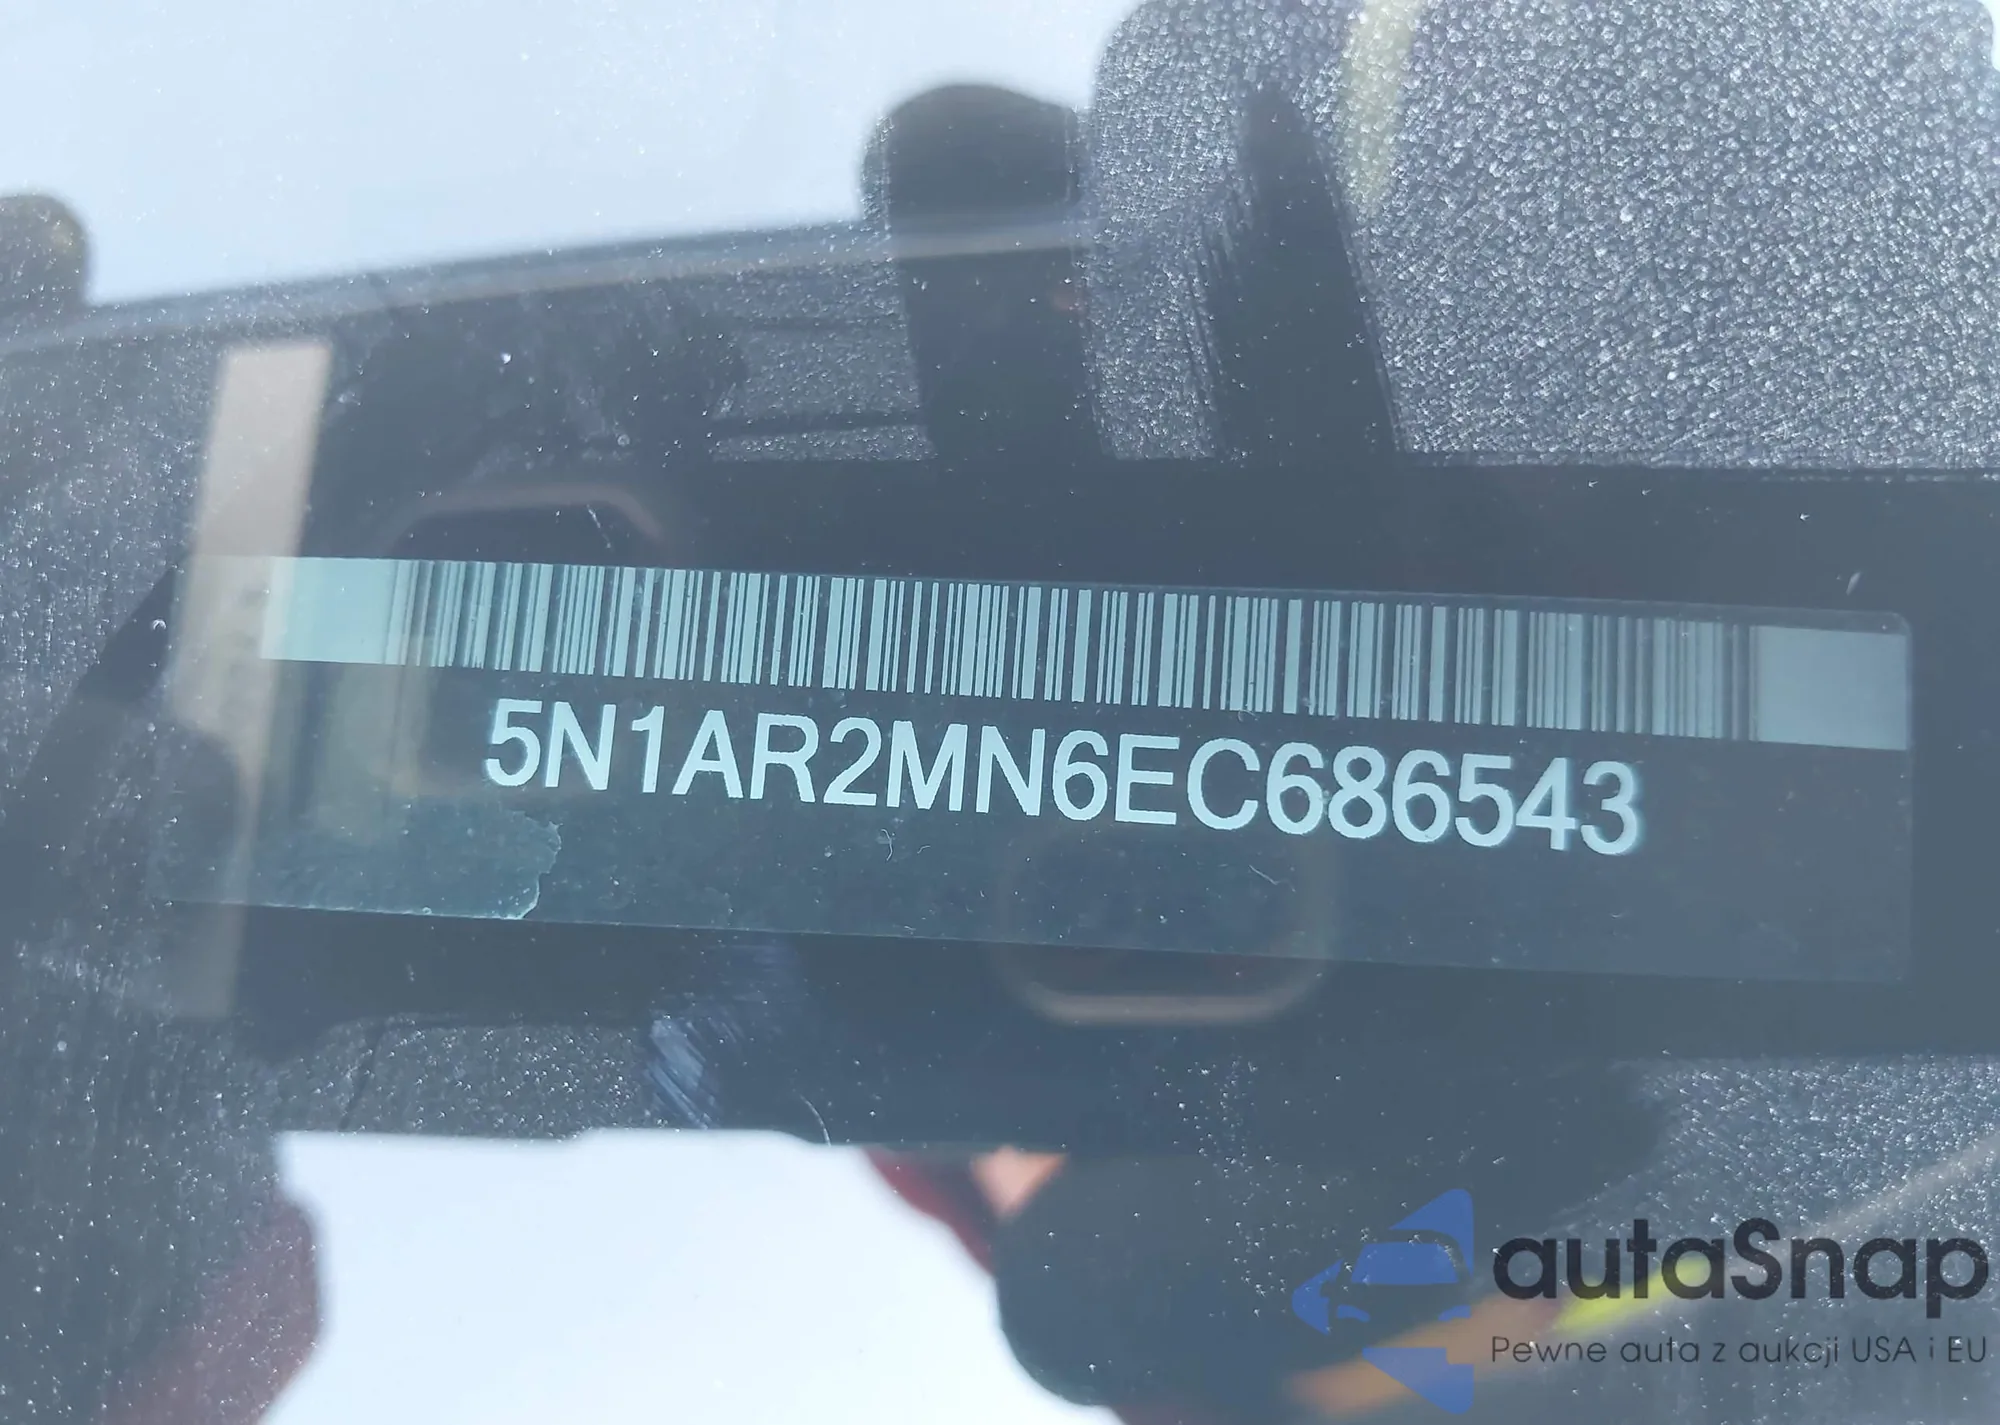 5N1AR2MN6EC686543
autaSnap
Pewne auta z aukcji USA i EU